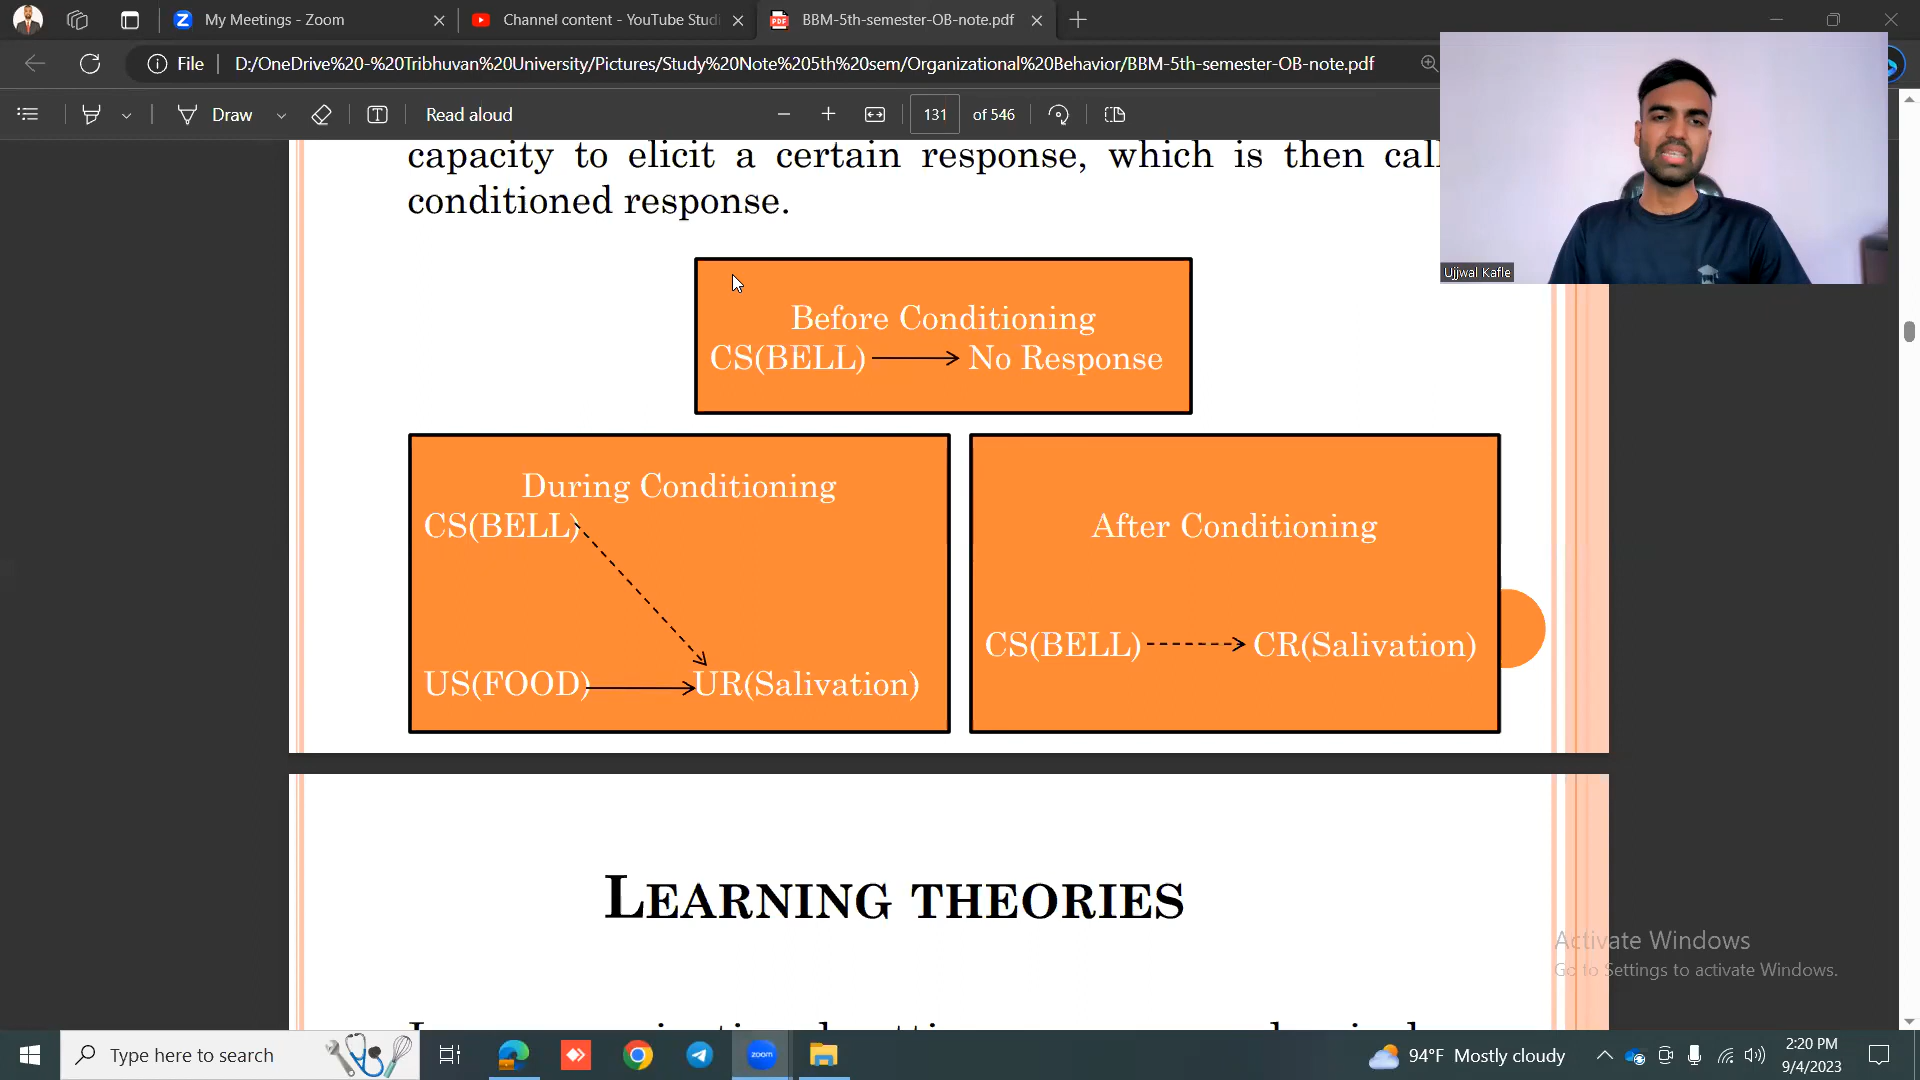 My Meetings - Zoom
Channel content - YouTube Studi
PDF
BBM-5th-semester-OB-note.pdf
File
D:/OneDrive%20-%20Tribhuvan%20University/Pictures/Study%20Note%205th%20sem/Organizational%20Behavior/BBM-5th-semester-OB-note.pdf
Draw
Read aloud
131
of 546
capacity to elicit a certain response, which is then call
conditioned response.
Ujjwal Kafle
Before Conditioning
CS(BELL)
No Response
During Conditioning
CS(BELL)
US(FOOD)
UR(Salivation)
After Conditioning
CS(BELL)
CR(Salivation)
LEARNING THEORIES
Activate Windows
Go to Settings to activate Windows.
Type here to search
zoom
94°F Mostly cloudy
2:20 PM
9/4/2023